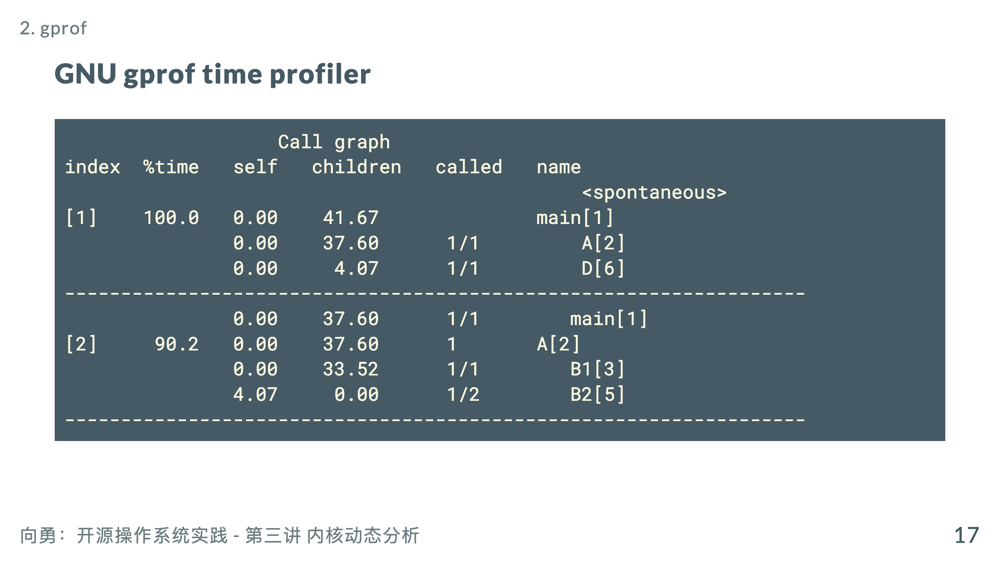 2. gprof
GNU gprof time profiler
Call graph
index %time self children called name
<spontaneous>
[1] 100.0 0.00 41.67 main[1]
0.00 37.60 1/1 A[2]
0.00 4.07 1/1 D[6]
------------------------------------------------------------------
0.00 37.60 1/1 main[1]
[2] 90.2 0.00 37.60 1 A[2]
0.00 33.52 1/1 B1[3]
4.07 0.00 1/2 B2[5]
------------------------------------------------------------------
向勇：开源操作系统实践 - 第三讲 内核动态分析
17